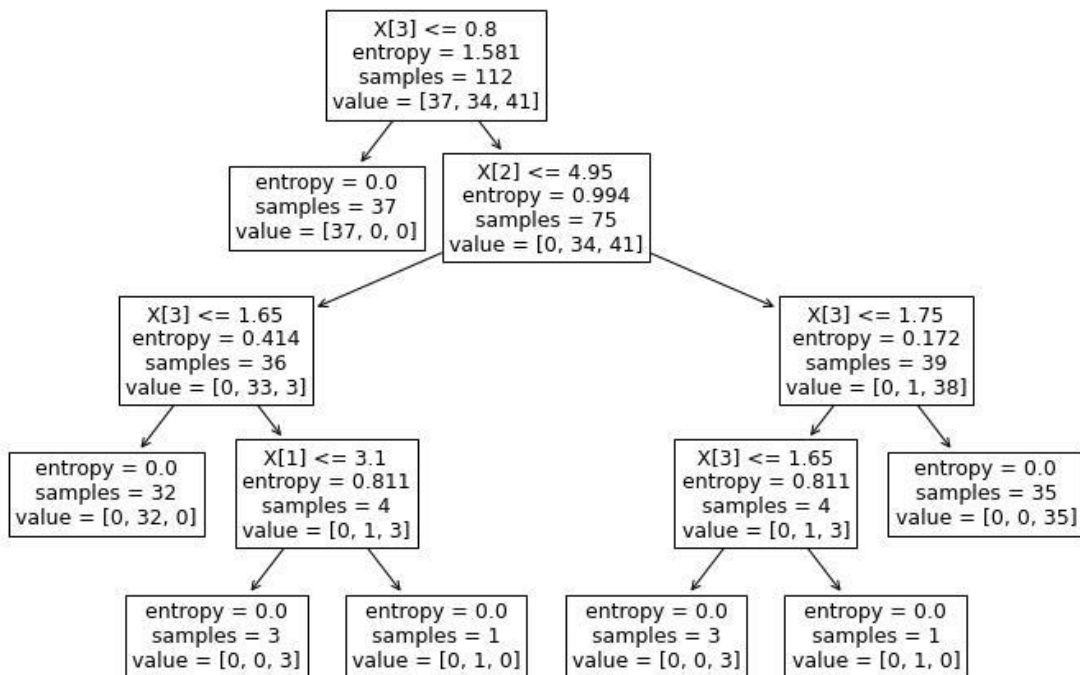 X[3] <= 0.8
entropy = 1.581
samples = 112
value = [37, 34, 41]
entropy = 0.0
samples = 37
value = [37, 0, 0]
X[2] <= 4.95
entropy = 0.994
samples = 75
value = [0, 34, 41]
X[3] <= 1.65
entropy = 0.414
samples = 36
value = [0, 33, 3]
X[3] <= 1.75
entropy = 0.172
samples = 39
value = [0, 1, 38]
entropy = 0.0
samples = 32
value = [0, 32, 0]
X[1] <= 3.1
entropy = 0.811
samples = 4
value = [0, 1, 3]
X[3] <= 1.65
entropy = 0.811
samples = 4
value = [0, 1, 3]
entropy = 0.0
samples = 35
value = [0, 0, 35]
entropy = 0.0
samples = 3
value = [0, 0, 3]
entropy = 0.0
samples = 1
value = [0, 1, 0]
entropy = 0.0
samples = 3
value = [0, 0, 3]
entropy = 0.0
samples = 1
value = [0, 1, 0]